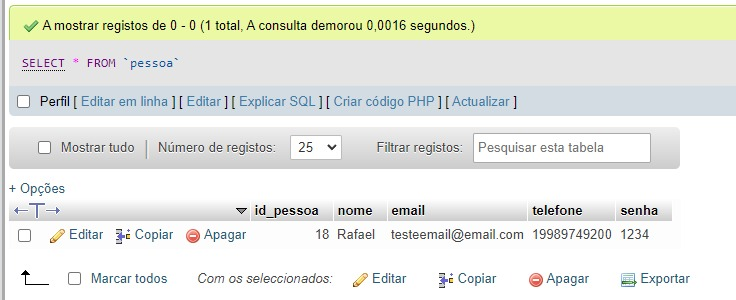 A mostrar registos de 0 - 0 (1 total, A consulta demorou 0,0016 segundos.)
SELECT * FROM `pessoa`
Perfil [ Editar em linha ] [ Editar ] [ Explicar SQL ] [ Criar código PHP ] [ Actualizar ]
Mostrar tudo | Número de registos: 25 Filtrar registos: Pesquisar esta tabela
+ Opções
id_pessoa nome email telefone senha
Editar Copiar Apagar 18 Rafael testeemail@email.com 19989749200 1234
Marcar todos Com os seleccionados: Editar Copiar Apagar Exportar